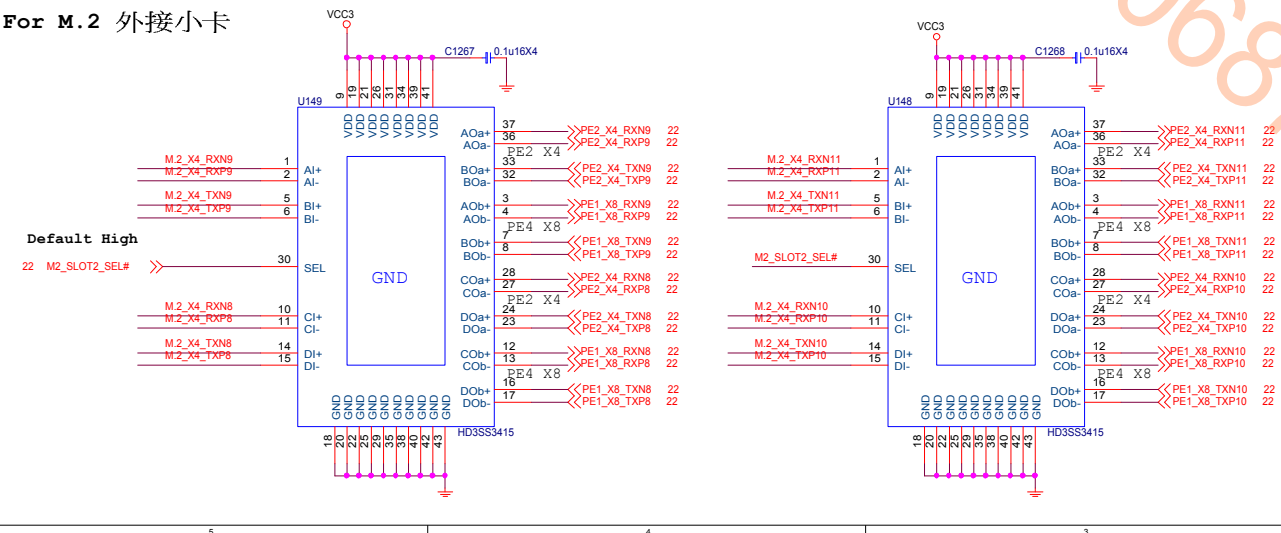 For M.2 外接小卡
VCC3
C1267 0.1u16X4
U149
9 19 21 26 31 34 39 41
VDD VDD VDD VDD VDD VDD VDD VDD
M.2_X4_RXN9 1 AI+
M.2_X4_RXP9 2 AI-
M.2_X4_TXN9 5 BI+
M.2_X4_TXP9 6 BI-
Default High
22 M2_SLOT2_SEL# 30 SEL
M.2_X4_RXN8 10 CI+
M.2_X4_RXP8 11 CI-
M.2_X4_TXN8 14 DI+
M.2_X4_TXP8 15 DI-
GND
AOa+ 37 PE2_X4_RXN9 22
AOa- 36 PE2_X4_RXP9 22
PE2 X4
BOa+ 33 PE2_X4_TXN9 22
BOa- 32 PE2_X4_TXP9 22
AOb+ 3 PE1_X8_RXN9 22
AOb- 4 PE1_X8_RXP9 22
PE4 X8
BOb+ 7 PE1_X8_TXN9 22
BOb- 8 PE1_X8_TXP9 22
COa+ 28 PE2_X4_RXN8 22
COa- 27 PE2_X4_RXP8 22
PE2 X4
DOa+ 24 PE2_X4_TXN8 22
DOa- 23 PE2_X4_TXP8 22
COb+ 12 PE1_X8_RXN8 22
COb- 13 PE1_X8_RXP8 22
PE4 X8
DOb+ 16 PE1_X8_TXN8 22
DOb- 17 PE1_X8_TXP8 22
GND GND GND GND GND GND GND GND GND GND
18 20 22 25 29 35 38 40 42 43
HD3SS3415
VCC3
C1268 0.1u16X4
U148
9 19 21 26 31 34 39 41
VDD VDD VDD VDD VDD VDD VDD VDD
M.2_X4_RXN11 1 AI+
M.2_X4_RXP11 2 AI-
M.2_X4_TXN11 5 BI+
M.2_X4_TXP11 6 BI-
M2_SLOT2_SEL# 30 SEL
M.2_X4_RXN10 10 CI+
M.2_X4_RXP10 11 CI-
M.2_X4_TXN10 14 DI+
M.2_X4_TXP10 15 DI-
GND
AOa+ 37 PE2_X4_RXN11 22
AOa- 36 PE2_X4_RXP11 22
PE2 X4
BOa+ 33 PE2_X4_TXN11 22
BOa- 32 PE2_X4_TXP11 22
AOb+ 3 PE1_X8_RXN11 22
AOb- 4 PE1_X8_RXP11 22
PE4 X8
BOb+ 7 PE1_X8_TXN11 22
BOb- 8 PE1_X8_TXP11 22
COa+ 28 PE2_X4_RXN10 22
COa- 27 PE2_X4_RXP10 22
PE2 X4
DOa+ 24 PE2_X4_TXN10 22
DOa- 23 PE2_X4_TXP10 22
COb+ 12 PE1_X8_RXN10 22
COb- 13 PE1_X8_RXP10 22
PE4 X8
DOb+ 16 PE1_X8_TXN10 22
DOb- 17 PE1_X8_TXP10 22
GND GND GND GND GND GND GND GND GND GND
18 20 22 25 29 35 38 40 42 43
HD3SS3415
5 4 3